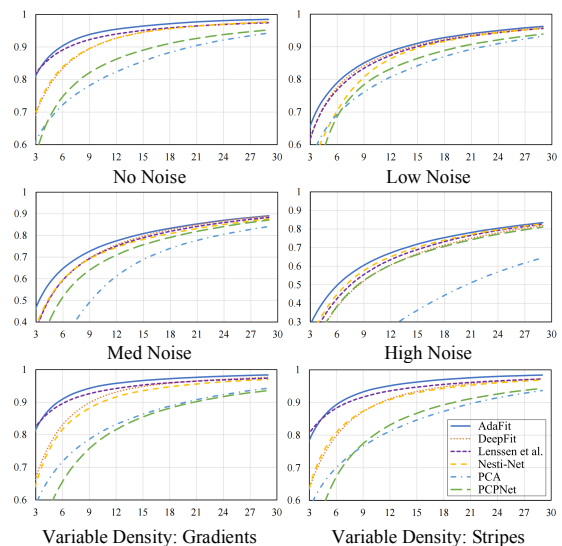 1
0.9
0.8
0.7
0.6
3 6 9 12 15 18 21 24 27 30
No Noise
1
0.9
0.8
0.7
0.6
3 6 9 12 15 18 21 24 27 30
Low Noise
1
0.9
0.8
0.7
0.6
0.5
0.4
3 6 9 12 15 18 21 24 27 30
Med Noise
1
0.9
0.8
0.7
0.6
0.5
0.4
0.3
3 6 9 12 15 18 21 24 27 30
High Noise
1
0.9
0.8
0.7
0.6
3 6 9 12 15 18 21 24 27 30
Variable Density: Gradients
1
0.9
0.8
0.7
0.6
AdaFit
DeepFit
Lenssen et al.
Nesti-Net
PCA
PCPNet
3 6 9 12 15 18 21 24 27 30
Variable Density: Stripes